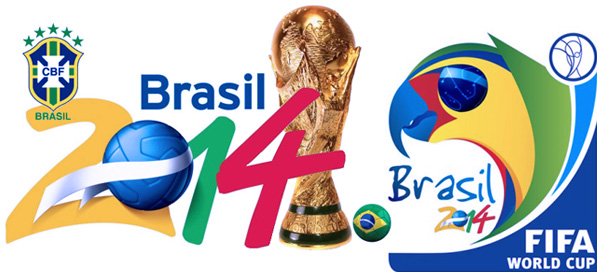 CBF
BRASIL
Brasil
2014
Brasil
2014
FIFA
WORLD CUP